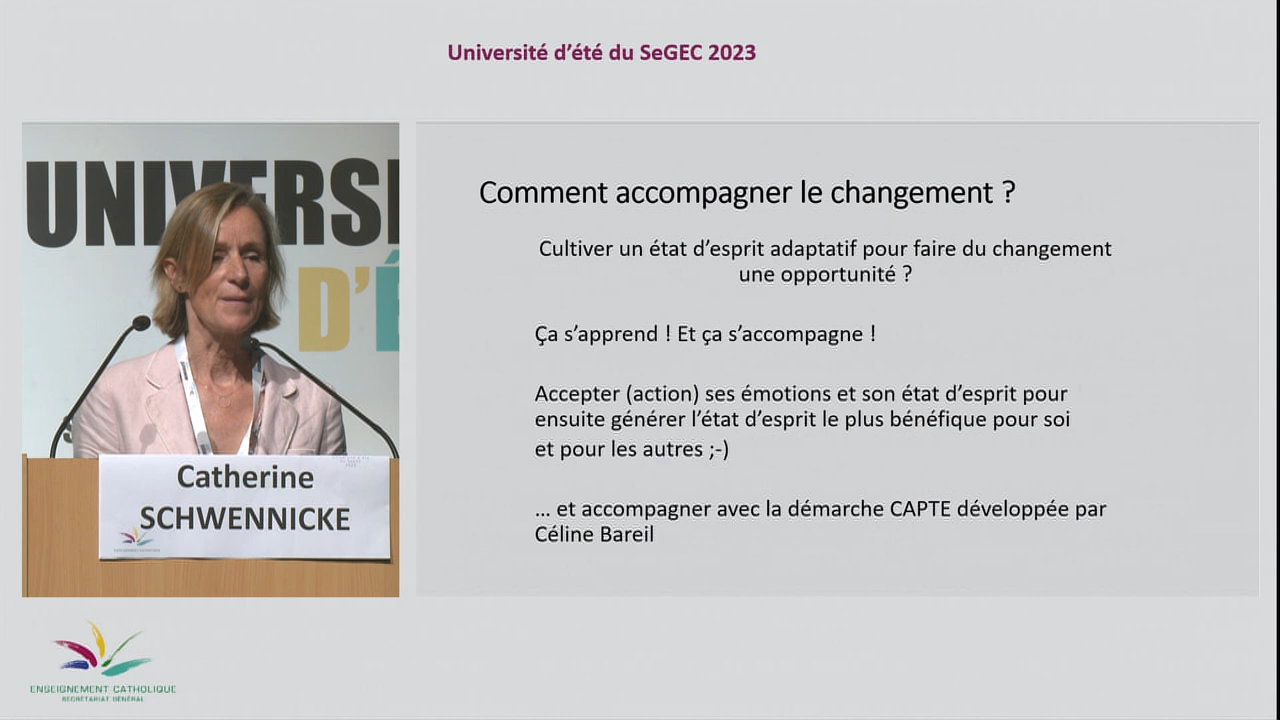 Université d'été du SeGEC 2023
UNIVERSI
D'É
Catherine
SCHWENNICKE
ENSEIGNEMENT CATHOLIQUE
SECRÉTARIAT GÉNÉRAL
Comment accompagner le changement ?
Cultiver un état d'esprit adaptatif pour faire du changement
une opportunité ?
Ça s'apprend ! Et ça s'accompagne !
Accepter (action) ses émotions et son état d'esprit pour
ensuite générer l'état d'esprit le plus bénéfique pour soi
et pour les autres ;-)
… et accompagner avec la démarche CAPTE développée par
Céline Bareil